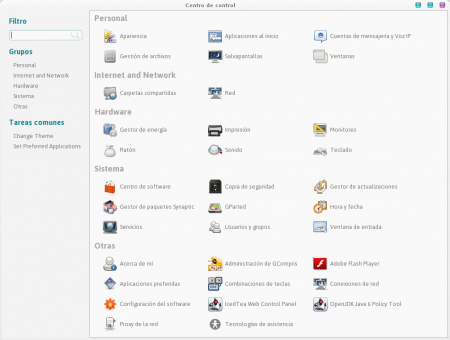 Centro de control
Filtro
Grupos
Personal
Internet and Network
Hardware
Sistema
Otras
Tareas comunes
Change Theme
Set Preferred Applications
Personal
Apariencia
Aplicaciones al inicio
Cuentas de mensajería y Voz IP
Gestión de archivos
Salvapantallas
Ventanas
Internet and Network
Carpetas compartidas
Red
Hardware
Gestor de energía
Impresión
Monitores
Ratón
Sonido
Teclado
Sistema
Centro de software
Copia de seguridad
Gestor de actualizaciones
Gestor de paquetes Synaptic
GParted
Hora y fecha
Servicios
Usuarios y grupos
Ventana de entrada
Otras
Acerca de mí
Administración de GCompris
Adobe Flash Player
Aplicaciones preferidas
Combinaciones de teclas
Conexiones de red
Configuración del software
IcedTea Web Control Panel
OpenJDK Java 6 Policy Tool
Proxy de la red
Tecnologías de asistencia